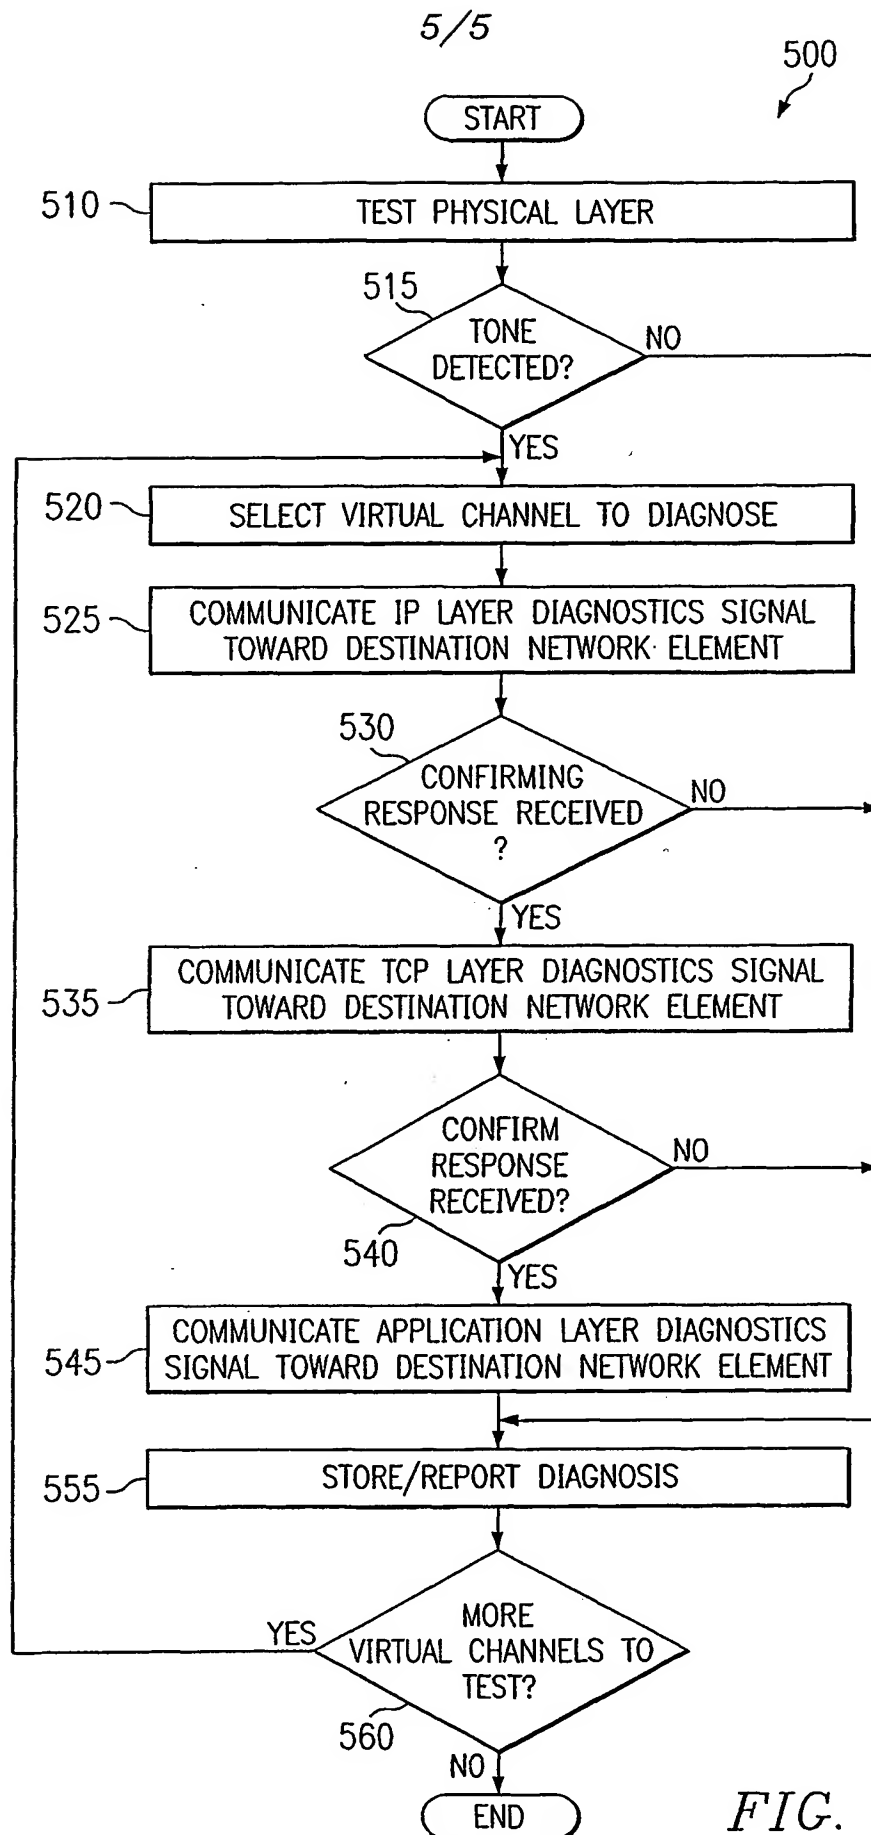 5/5
500
START
510
TEST PHYSICAL LAYER
515
TONE
DETECTED?
NO
YES
520
SELECT VIRTUAL CHANNEL TO DIAGNOSE
525
COMMUNICATE IP LAYER DIAGNOSTICS SIGNAL
TOWARD DESTINATION NETWORK ELEMENT
530
CONFIRMING
RESPONSE RECEIVED
?
NO
YES
535
COMMUNICATE TCP LAYER DIAGNOSTICS SIGNAL
TOWARD DESTINATION NETWORK ELEMENT
CONFIRM
RESPONSE
RECEIVED?
NO
540
YES
545
COMMUNICATE APPLICATION LAYER DIAGNOSTICS
SIGNAL TOWARD DESTINATION NETWORK ELEMENT
555
STORE/REPORT DIAGNOSIS
YES
MORE
VIRTUAL CHANNELS TO
TEST?
560
NO
END
FIG.